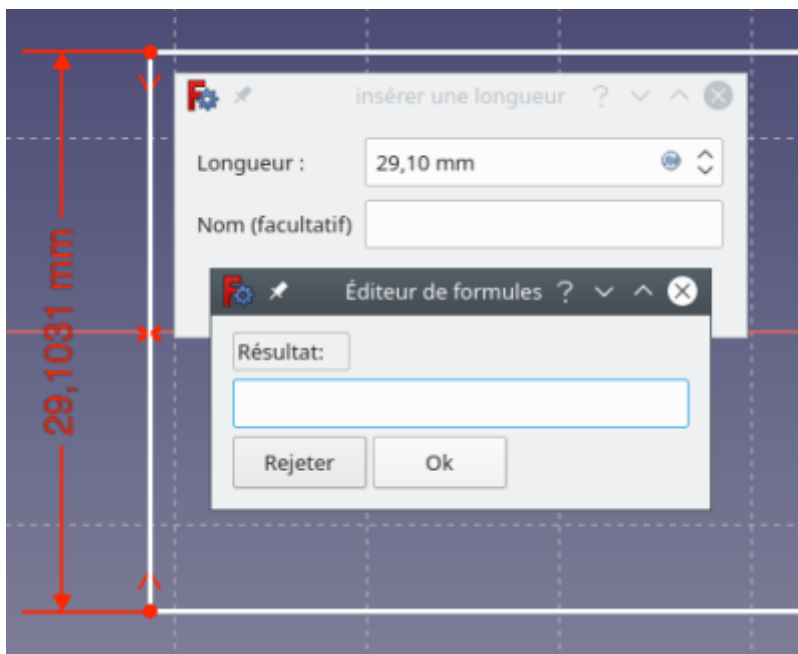 insérer une longueur
Longueur :
29,10 mm
Nom (facultatif)
Éditeur de formules
Résultat:
Rejeter
Ok
29,1031 mm